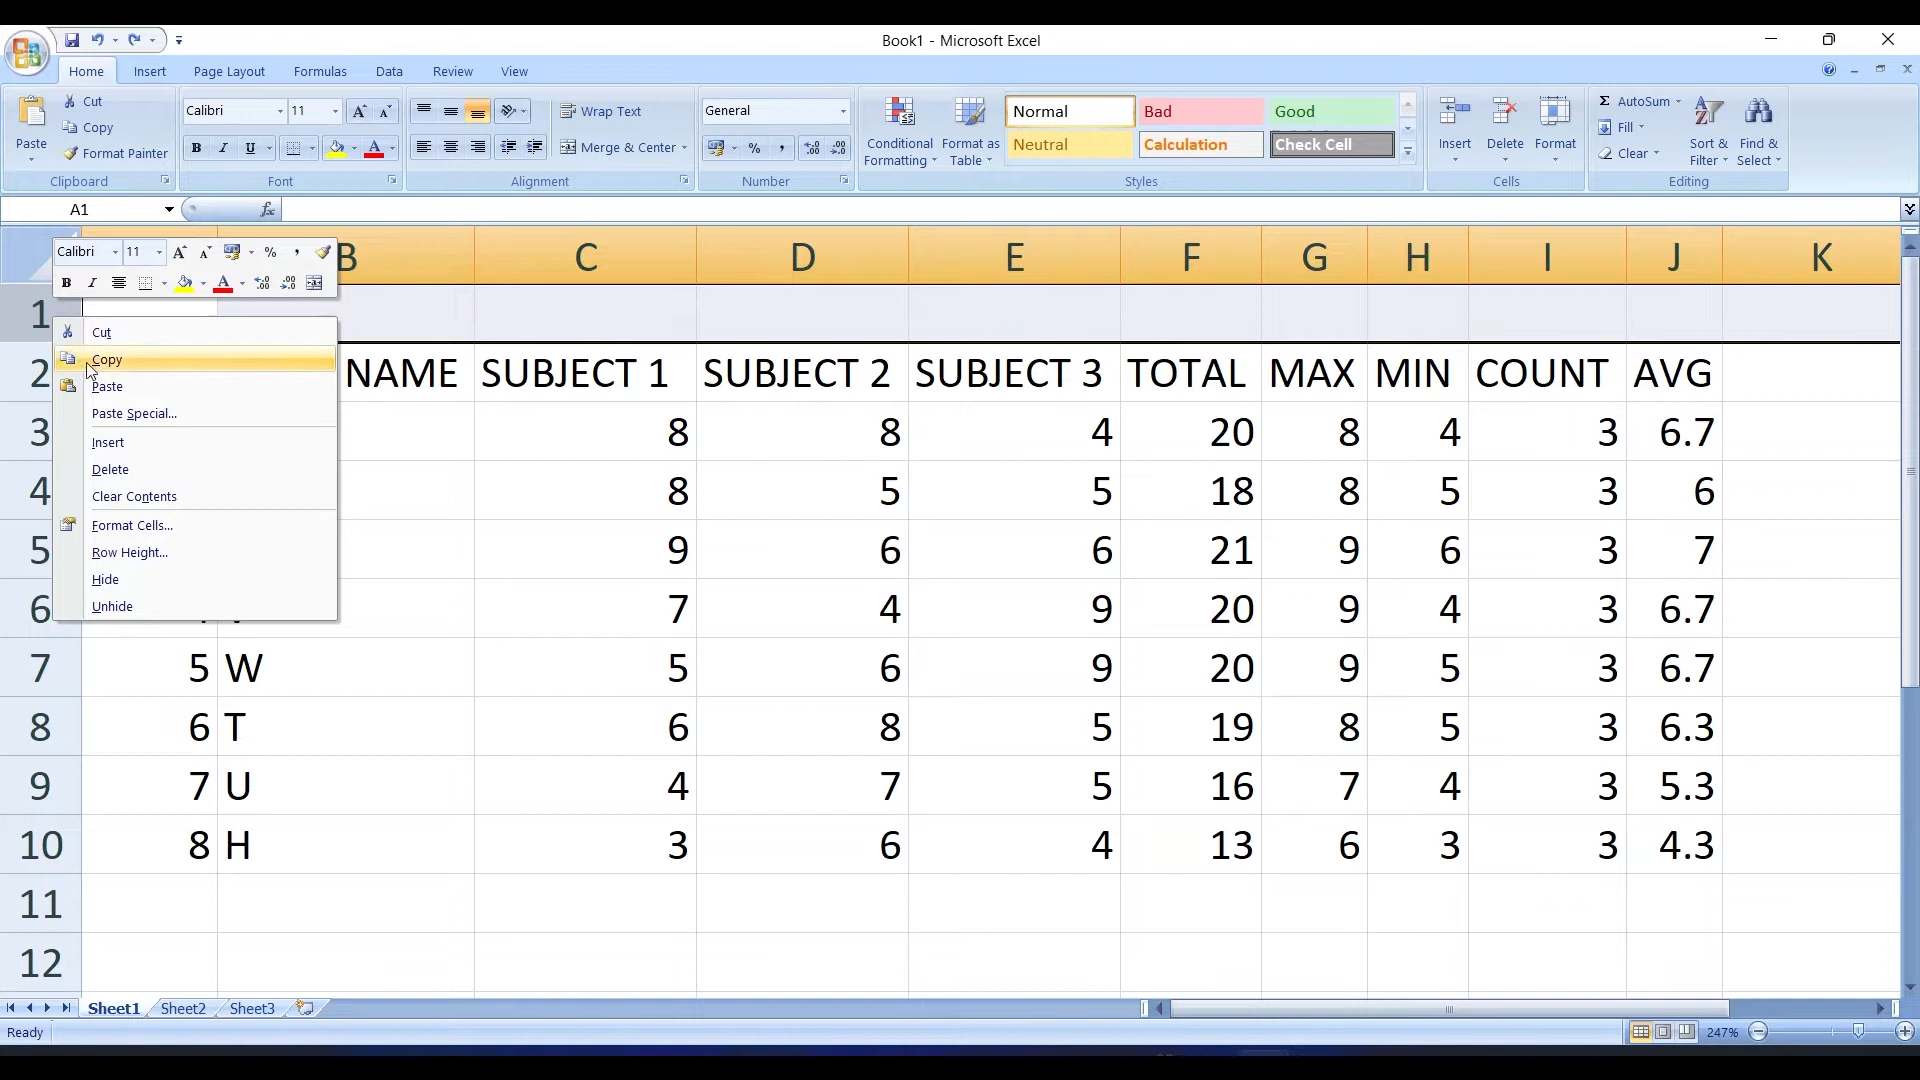 Book1 - Microsoft Excel
Home Insert Page Layout Formulas Data Review View
Paste
Cut
Copy
Format Painter
Clipboard
Calibri 11
B I U A
Font
Wrap Text
Merge & Center
Alignment
General
% ,
Number
Conditional Formatting
Format as Table
Normal Bad Good
Neutral Calculation Check Cell
Styles
Insert Delete Format
Cells
Σ AutoSum
Fill
Clear
Sort & Filter
Find & Select
Editing
A1 fx
Calibri 11 A A % ,
B I A
B C D E F G H I J K
1
Cut
Copy
Paste
Paste Special...
Insert
Delete
Clear Contents
Format Cells...
Row Height...
Hide
Unhide
2 NAME SUBJECT 1 SUBJECT 2 SUBJECT 3 TOTAL MAX MIN COUNT AVG
3 8 8 4 20 8 4 3 6.7
4 8 5 5 18 8 5 3 6
5 9 6 6 21 9 6 3 7
6 7 4 9 20 9 4 3 6.7
7 5 W 5 6 9 20 9 5 3 6.7
8 6 T 6 8 5 19 8 5 3 6.3
9 7 U 4 7 5 16 7 4 3 5.3
10 8 H 3 6 4 13 6 3 3 4.3
11
12
Sheet1 Sheet2 Sheet3
Ready 247%